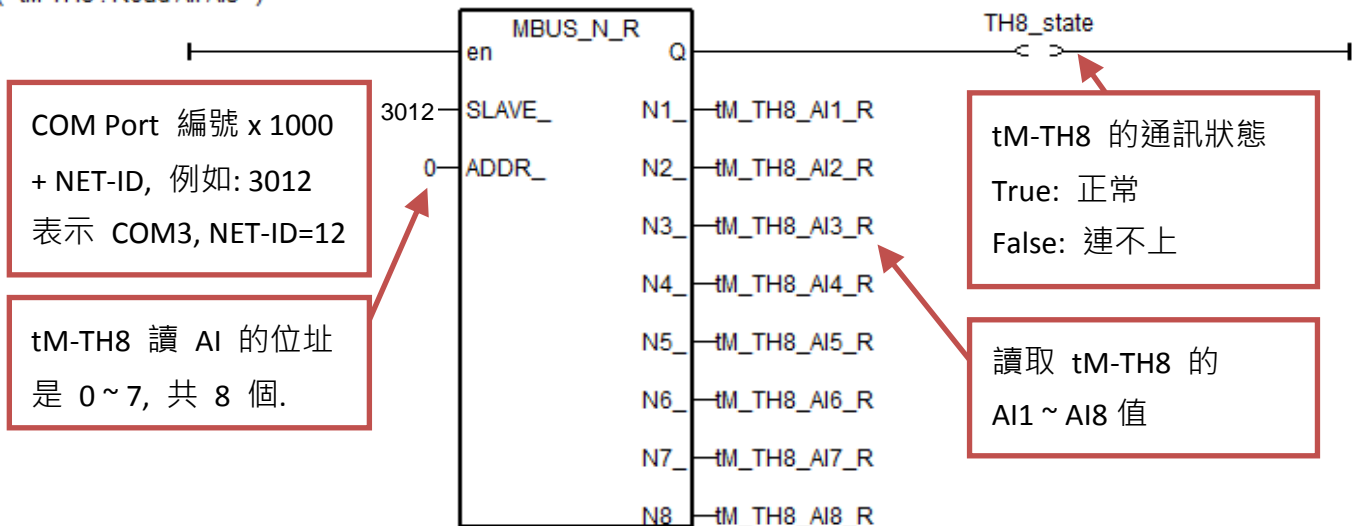 MBUS_N_R
TH8_state
en
Q
3012
SLAVE_
N1_
tM_TH8_AI1_R
0
ADDR_
N2_
tM_TH8_AI2_R
N3_
tM_TH8_AI3_R
N4_
tM_TH8_AI4_R
N5_
tM_TH8_AI5_R
N6_
tM_TH8_AI6_R
N7_
tM_TH8_AI7_R
N8_
tM_TH8_AI8_R
COM Port 編號 x 1000
+ NET-ID, 例如: 3012
表示 COM3, NET-ID=12
tM-TH8 讀 AI 的位址
是 0 ~ 7, 共 8 個.
tM-TH8 的通訊狀態
True: 正常
False: 連不上
讀取 tM-TH8 的
AI1 ~ AI8 值